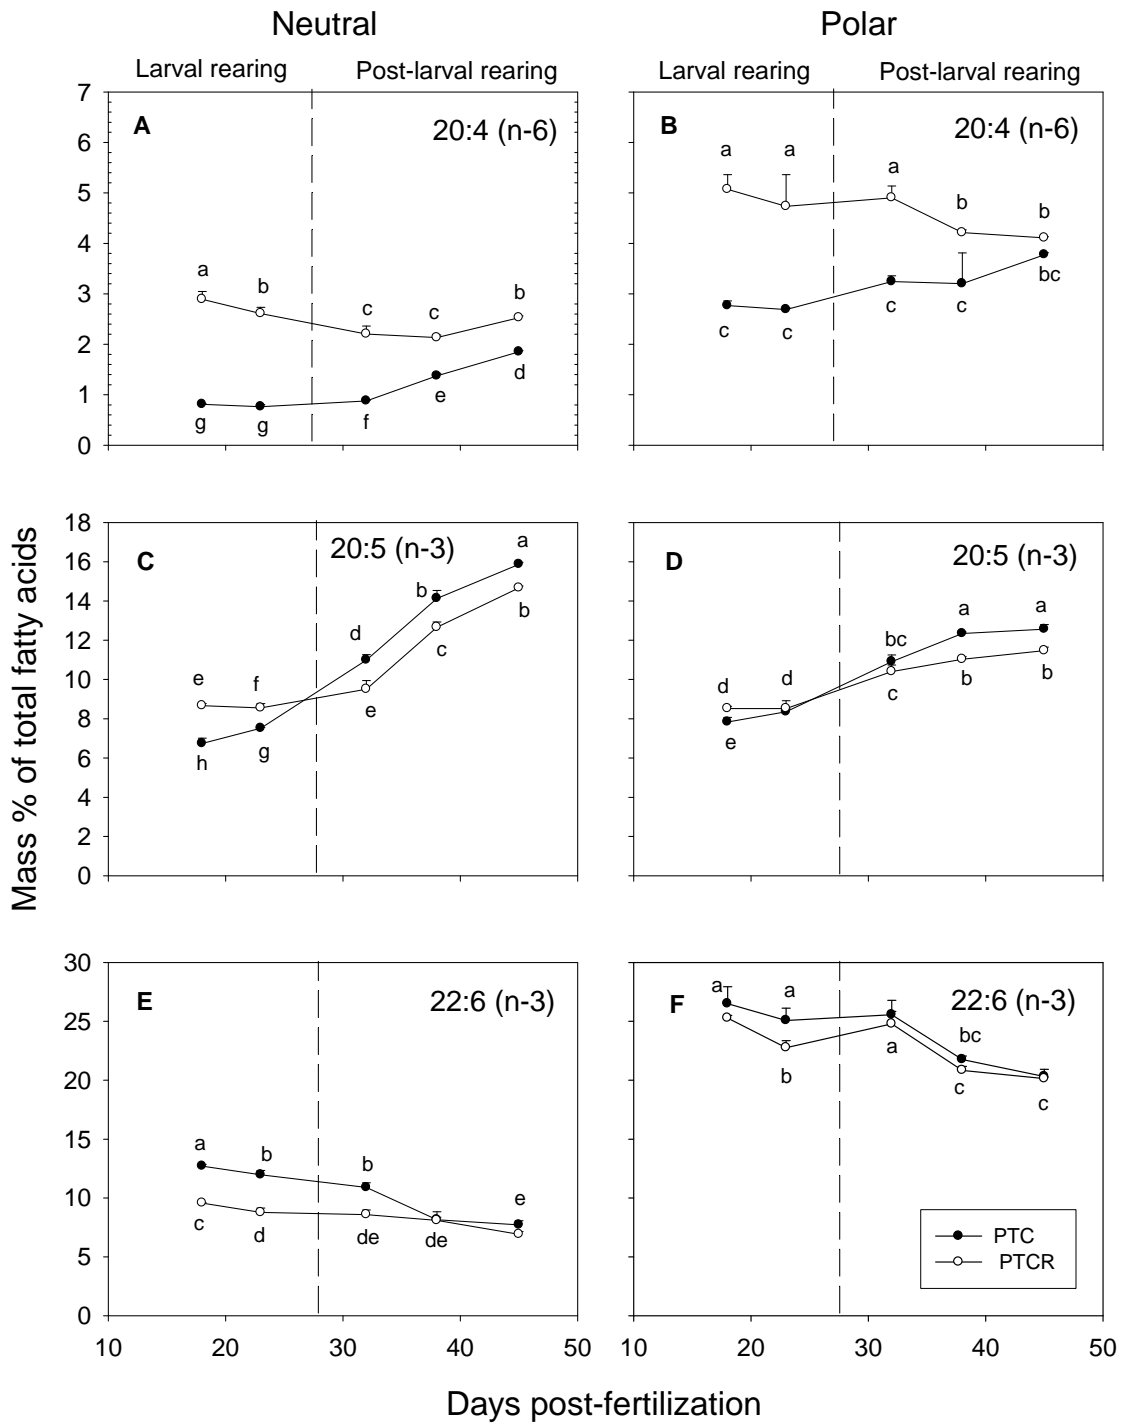 Neutral
Polar
Larval rearing
Post-larval rearing
Larval rearing
Post-larval rearing
Mass % of total fatty acids
7
6
5
4
3
2
1
0
A
20:4 (n-6)
a
b
c
c
b
g
g
f
e
d
B
20:4 (n-6)
a
a
a
b
b
c
c
c
c
bc
18
16
14
12
10
8
6
4
2
0
C
20:5 (n-3)
a
b
d
e
f
b
c
e
h
g
D
20:5 (n-3)
a
a
bc
d
d
c
b
b
e
30
25
20
15
10
5
0
E
22:6 (n-3)
a
b
b
e
c
d
de
de
10
20
30
40
50
F
22:6 (n-3)
a
a
bc
b
a
c
c
PTC
PTCR
10
20
30
40
50
Days post-fertilization